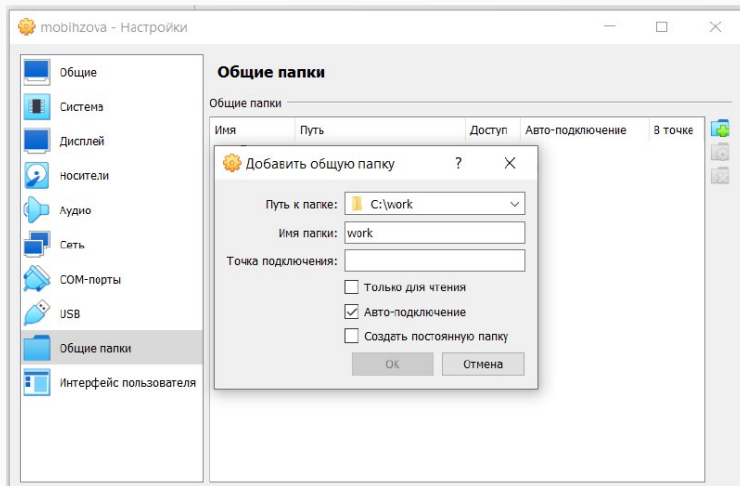 mobihzova - Настройки
Общие
Система
Дисплей
Носители
Аудио
Сеть
COM-порты
USB
Общие папки
Интерфейс пользователя
Общие папки
Общие папки
Имя Путь Доступ Авто-подключение В точке
Добавить общую папку ?
Путь к папке: C:\work
Имя папки: work
Точка подключения:
Только для чтения
Авто-подключение
Создать постоянную папку
ОК Отмена